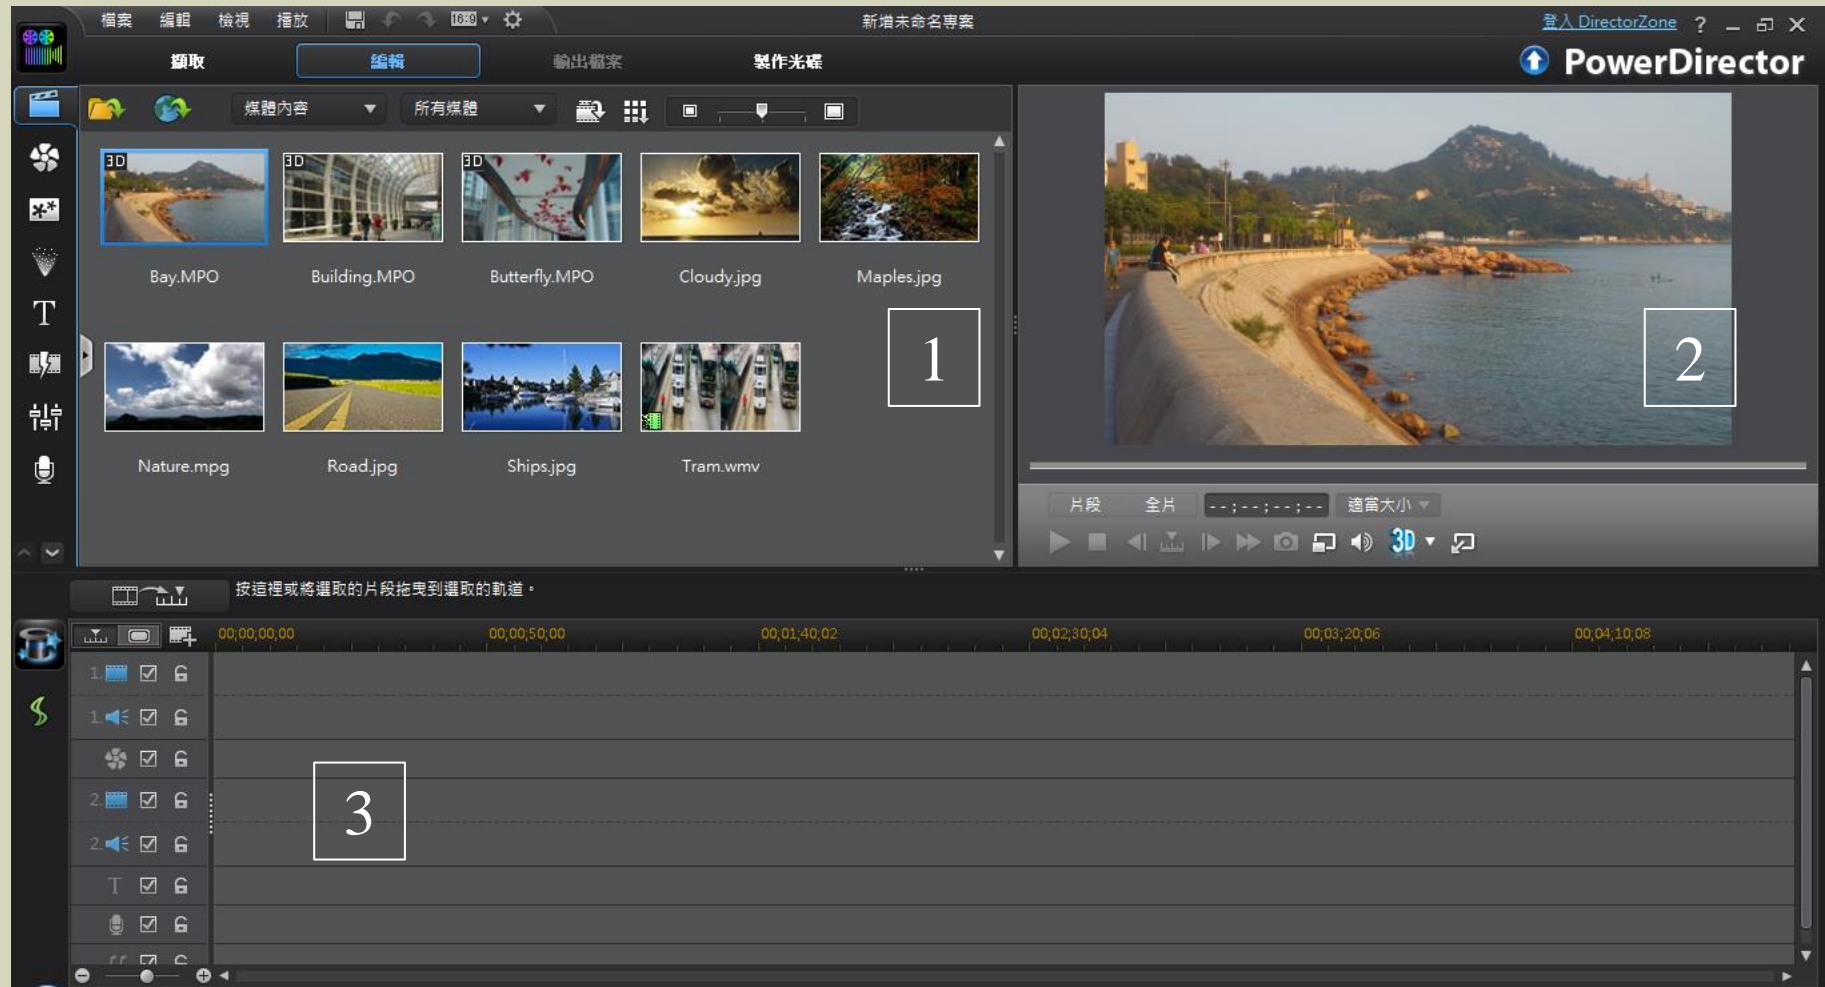 檔案 編輯 檢視 播放 16:9 新增未命名專案 登入 DirectorZone ?
擷取 編輯 輸出檔案 製作光碟 PowerDirector
媒體內容 所有媒體
3D 3D 3D
Bay.MPO Building.MPO Butterfly.MPO Cloudy.jpg Maples.jpg
T
1 2
Nature.mpg Road.jpg Ships.jpg Tram.wmv
片段 全片 --;--;--;-- 適當大小
3D
按這裡或將選取的片段拖曳到選取的軌道。
00;00;00;00 00;00;50;00 00;01;40;02 00;02;30;04 00;03;20;06 00;04;10;08
1.
1.
2.
3
2.
T